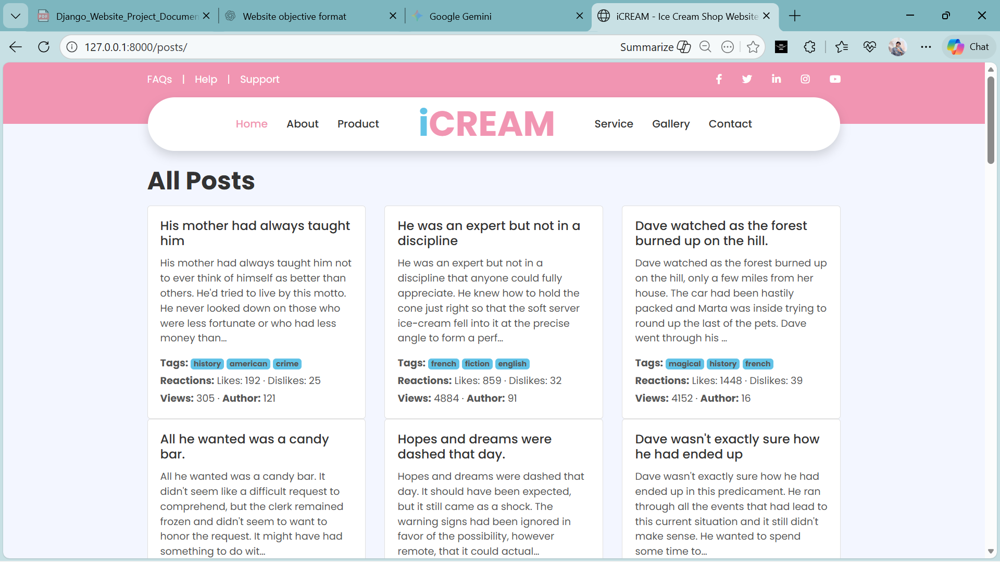 Django_Website_Project_Documen
Website objective format
Google Gemini
iCREAM - Ice Cream Shop Website
127.0.0.1:8000/posts/
Summarize
Chat
FAQs | Help | Support
Home About Product iCREAM Service Gallery Contact
All Posts
His mother had always taught
him
His mother had always taught him not
to ever think of himself as better than
others. He'd tried to live by this motto.
He never looked down on those who
were less fortunate or who had less
money than...
Tags: history american crime
Reactions: Likes: 192 · Dislikes: 25
Views: 305 · Author: 121
He was an expert but not in a
discipline
He was an expert but not in a
discipline that anyone could fully
appreciate. He knew how to hold the
cone just right so that the soft server
ice-cream fell into it at the precise
angle to form a perf...
Tags: french fiction english
Reactions: Likes: 859 · Dislikes: 32
Views: 4884 · Author: 91
Dave watched as the forest
burned up on the hill.
Dave watched as the forest burned up
on the hill, only a few miles from her
house. The car had been hastily
packed and Marta was inside trying to
round up the last of the pets. Dave
went through his ...
Tags: magical history french
Reactions: Likes: 1448 · Dislikes: 39
Views: 4152 · Author: 16
All he wanted was a candy
bar.
All he wanted was a candy bar. It
didn't seem like a difficult request to
comprehend, but the clerk remained
frozen and didn't seem to want to
honor the request. It might have had
something to do wit...
Hopes and dreams were
dashed that day.
Hopes and dreams were dashed that
day. It should have been expected,
but it still came as a shock. The
warning signs had been ignored in
favor of the possibility, however
remote, that it could actual...
Dave wasn't exactly sure how
he had ended up
Dave wasn't exactly sure how he had
ended up in this predicament. He ran
through all the events that had lead to
this current situation and it still didn't
make sense. He wanted to spend
some time to...